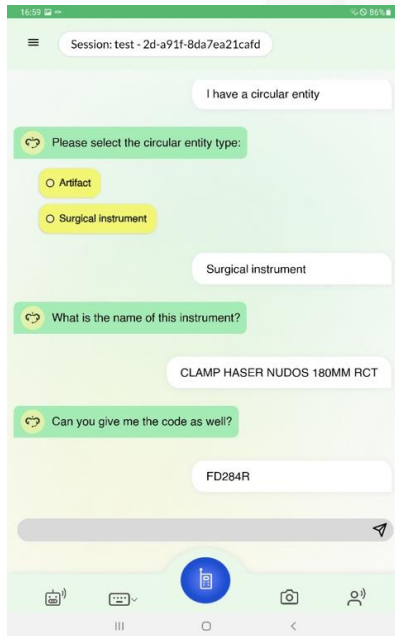 16:59
86%
Session: test - 2d-a91f-8da7ea21cafd
I have a circular entity
Please select the circular entity type:
Artifact
Surgical instrument
Surgical instrument
What is the name of this instrument?
CLAMP HASER NUDOS 180MM RCT
Can you give me the code as well?
FD284R